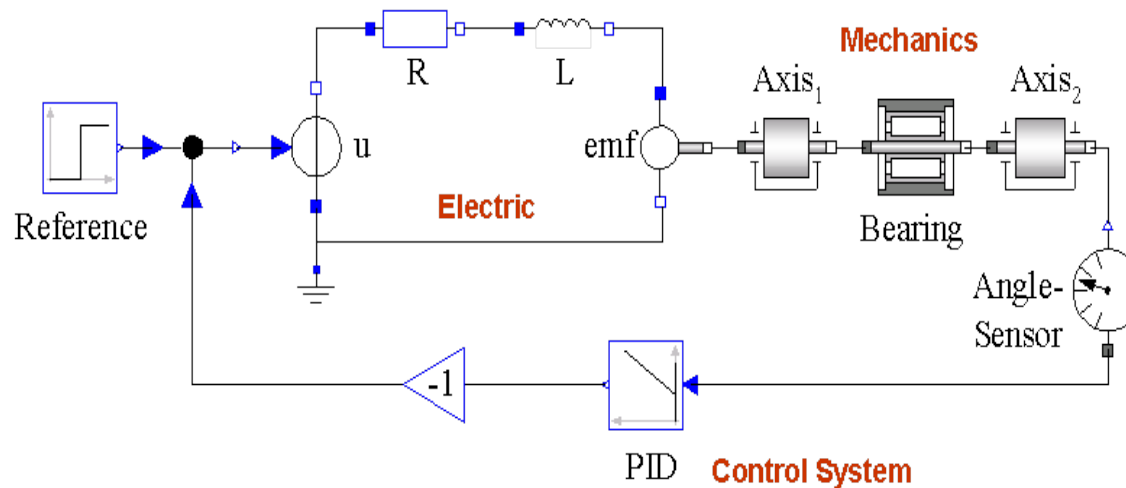 Mechanics
R
L
Axis₁
Axis₂
u
emf
Reference
Electric
Bearing
Angle-
Sensor
-1
PID
Control System